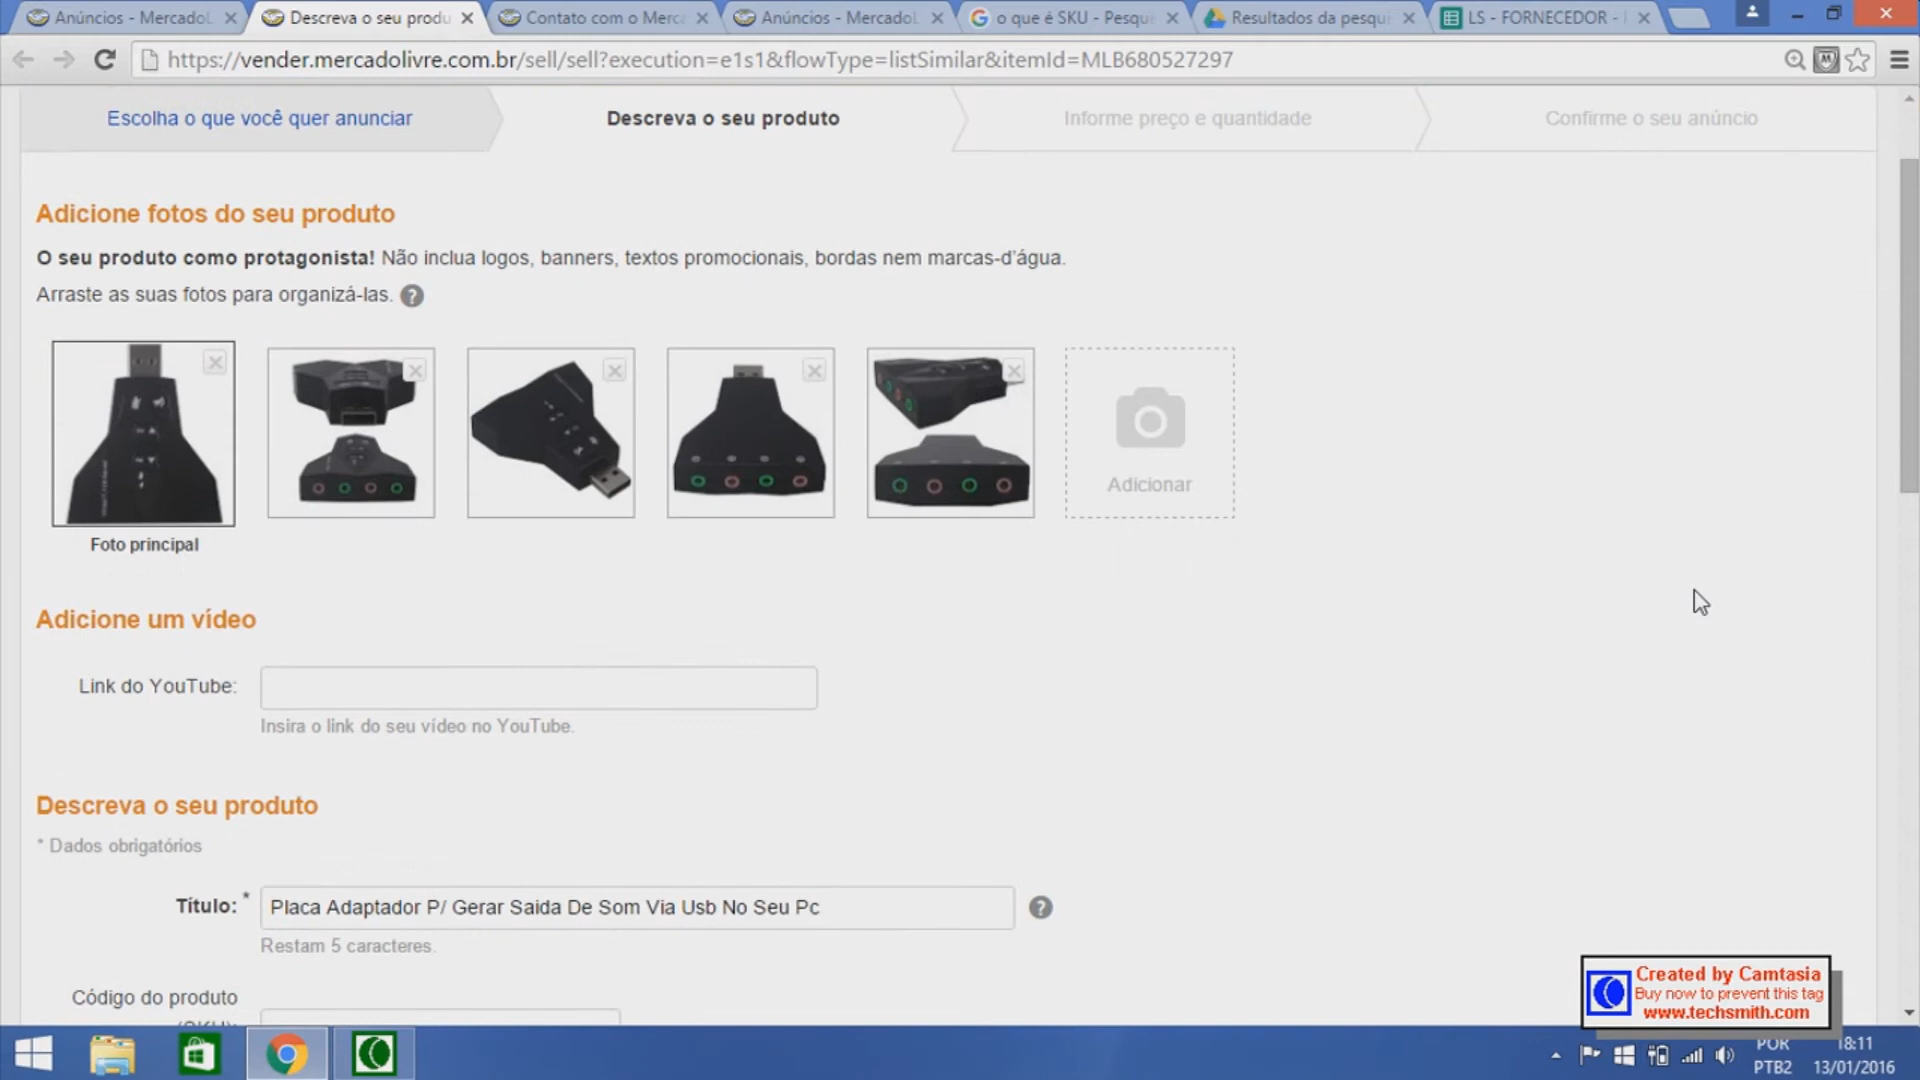 Anúncios - MercadoL
Descreva o seu produ
Contato com o Merca
Anúncios - MercadoL
o que é SKU - Pesqui
Resultados da pesqui
LS - FORNECEDOR -
https://vender.mercadolivre.com.br/sell/sell?execution=e1s1&flowType=listSimilar&itemId=MLB680527297
Escolha o que você quer anunciar
Descreva o seu produto
Informe preço e quantidade
Confirme o seu anúncio
Adicione fotos do seu produto
O seu produto como protagonista! Não inclua logos, banners, textos promocionais, bordas nem marcas-d'água.
Arraste as suas fotos para organizá-las. ?
Adicionar
Foto principal
Adicione um vídeo
Link do YouTube:
Insira o link do seu vídeo no YouTube.
Descreva o seu produto
* Dados obrigatórios
Título: *
Placa Adaptador P/ Gerar Saida De Som Via Usb No Seu Pc
?
Restam 5 caracteres.
Código do produto
(SKU):
Created by Camtasia
Buy now to prevent this tag
www.techsmith.com
POR
PTB2
18:11
13/01/2016